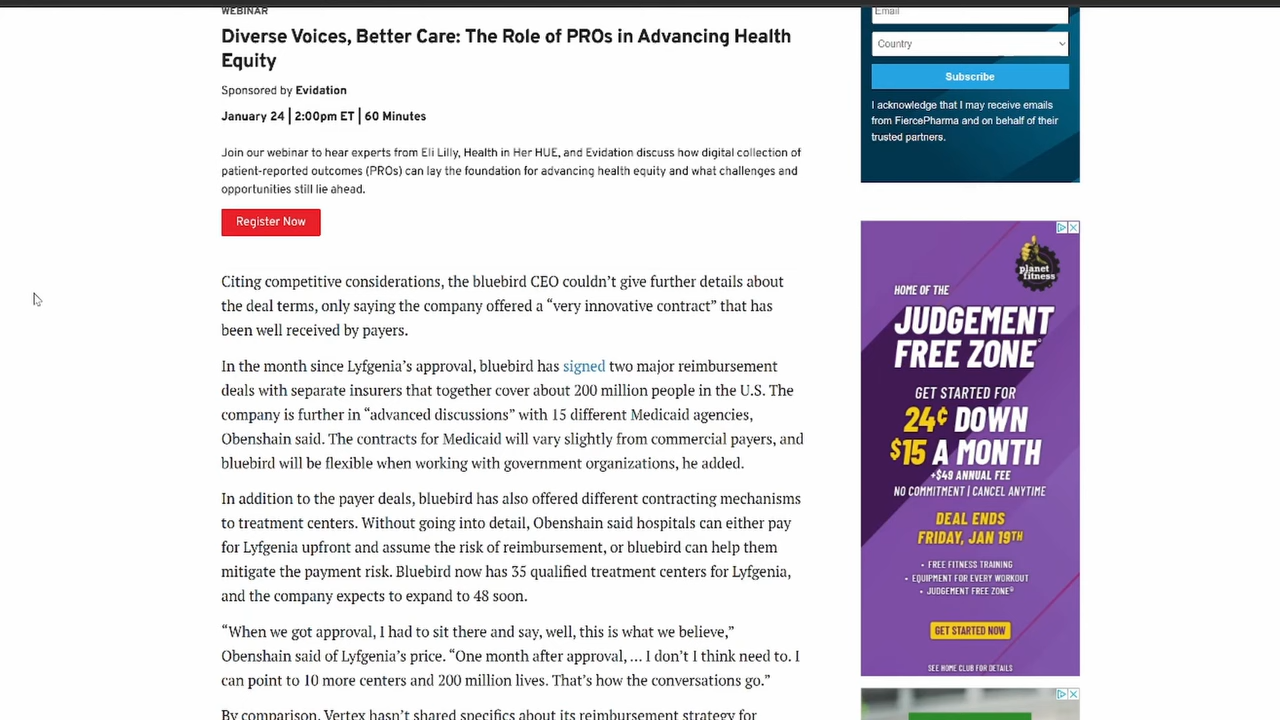 WEBINAR
Diverse Voices, Better Care: The Role of PROs in Advancing Health
Equity
Sponsored by Evidation
January 24 | 2:00pm ET | 60 Minutes
Join our webinar to hear experts from Eli Lilly, Health in Her HUE, and Evidation discuss how digital collection of
patient-reported outcomes (PROs) can lay the foundation for advancing health equity and what challenges and
opportunities still lie ahead.
Register Now
Citing competitive considerations, the bluebird CEO couldn’t give further details about
the deal terms, only saying the company offered a “very innovative contract” that has
been well received by payers.
In the month since Lyfgenia’s approval, bluebird has signed two major reimbursement
deals with separate insurers that together cover about 200 million people in the U.S. The
company is further in “advanced discussions” with 15 different Medicaid agencies,
Obenshain said. The contracts for Medicaid will vary slightly from commercial payers, and
bluebird will be flexible when working with government organizations, he added.
In addition to the payer deals, bluebird has also offered different contracting mechanisms
to treatment centers. Without going into detail, Obenshain said hospitals can either pay
for Lyfgenia upfront and assume the risk of reimbursement, or bluebird can help them
mitigate the payment risk. Bluebird now has 35 qualified treatment centers for Lyfgenia,
and the company expects to expand to 48 soon.
“When we got approval, I had to sit there and say, well, this is what we believe,”
Obenshain said of Lyfgenia’s price. “One month after approval, … I don’t I think need to. I
can point to 10 more centers and 200 million lives. That’s how the conversations go.”
By comparison, Vertex hasn’t shared specifics about its reimbursement strategy for
Email
Country
Subscribe
I acknowledge that I may receive emails
from FiercePharma and on behalf of their
trusted partners.
planet
fitness
HOME OF THE
JUDGEMENT
FREE ZONE®
GET STARTED FOR
24¢ DOWN
$15 A MONTH
+$49 ANNUAL FEE
NO COMMITMENT | CANCEL ANYTIME
DEAL ENDS
FRIDAY, JAN 19TH
• FREE FITNESS TRAINING
• EQUIPMENT FOR EVERY WORKOUT
• JUDGEMENT FREE ZONE®
GET STARTED NOW
SEE HOME CLUB FOR DETAILS